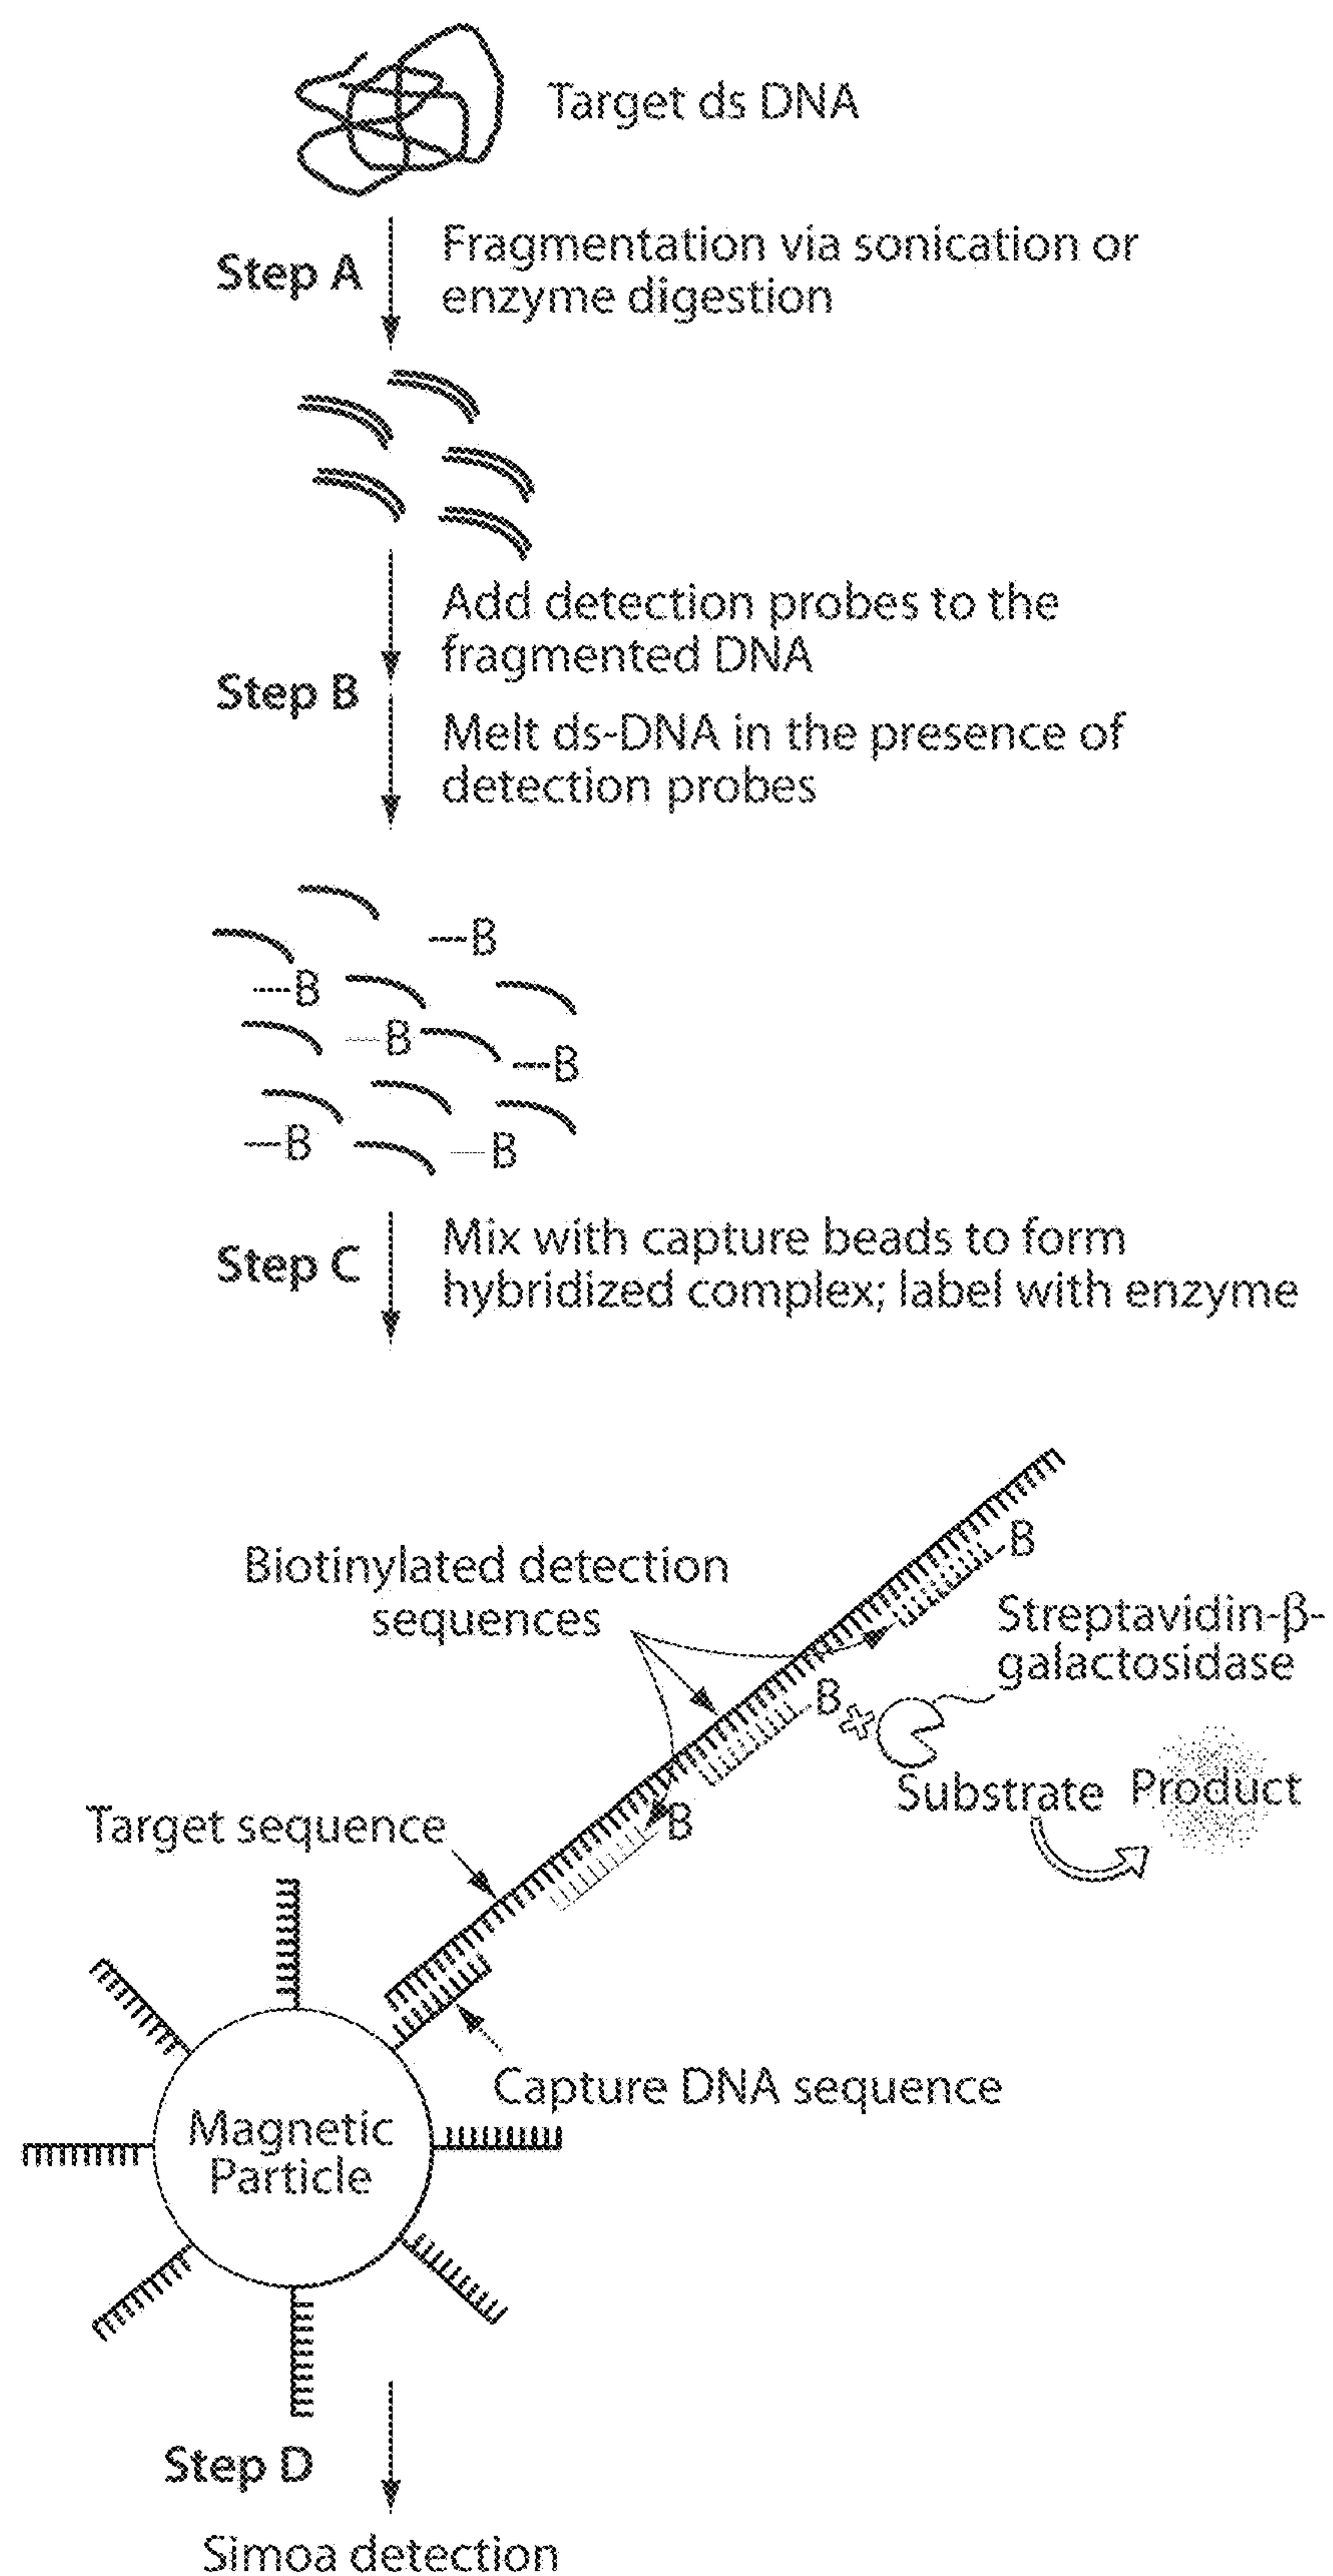 Target ds DNA
Step A
Fragmentation via sonication or
enzyme digestion
Add detection probes to the
fragmented DNA
Step B
Melt ds-DNA in the presence of
detection probes
B
B
B
B
B
B
Step C
Mix with capture beads to form
hybridized complex; label with enzyme
B
Biotinylated detection
sequences
Streptavidin-β-
galactosidase
B
Substrate
Product
B
Target sequence
Capture DNA sequence
Magnetic
Particle
Step D
Simoa detection